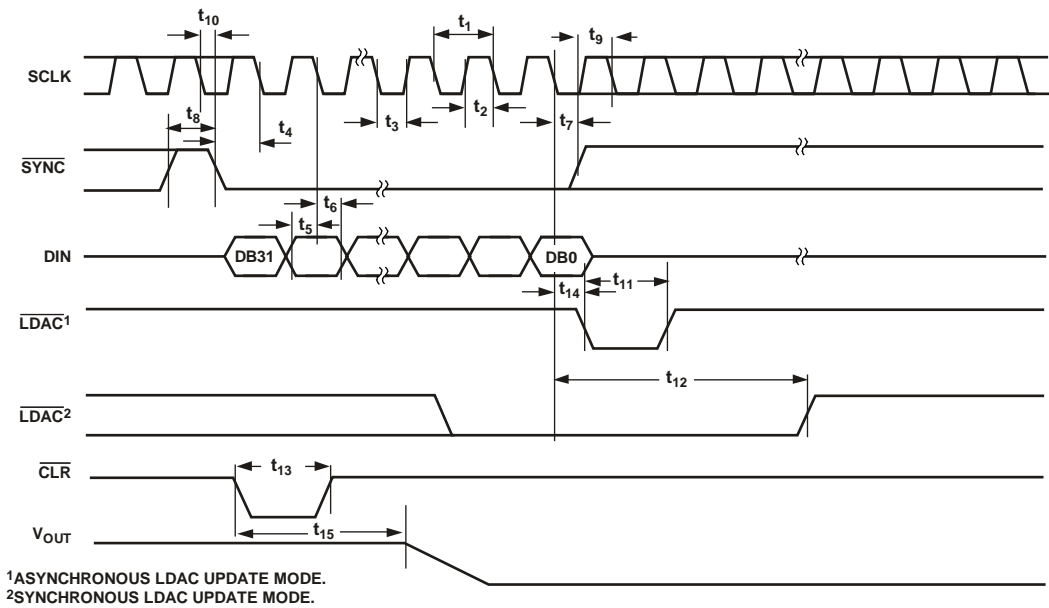 t10
t1
t9
SCLK
t2
t3
t7
t8
t4
SYNC
t6
t5
DIN
DB31
DB0
t14
t11
LDAC1
t12
LDAC2
CLR
t13
t15
VOUT
1ASYNCHRONOUS LDAC UPDATE MODE.
2SYNCHRONOUS LDAC UPDATE MODE.